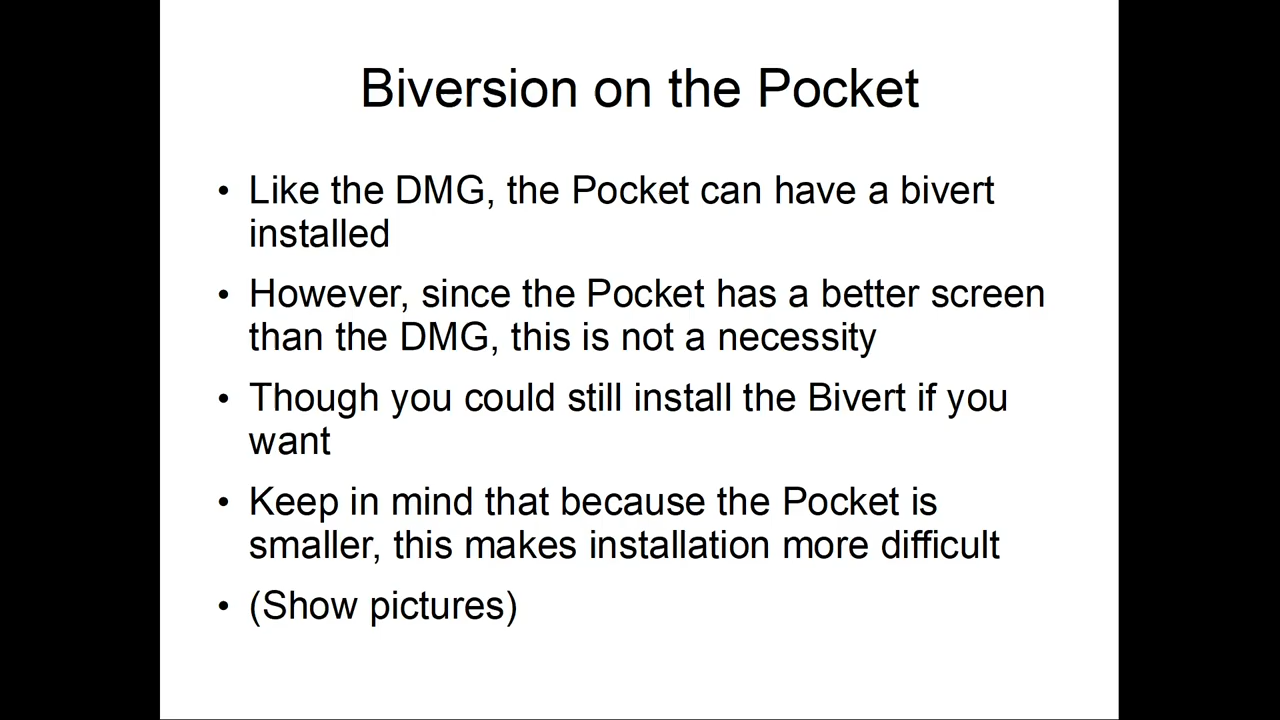 Biversion on the Pocket
• Like the DMG, the Pocket can have a bivert
installed
• However, since the Pocket has a better screen
than the DMG, this is not a necessity
• Though you could still install the Bivert if you
want
• Keep in mind that because the Pocket is
smaller, this makes installation more difficult
• (Show pictures)